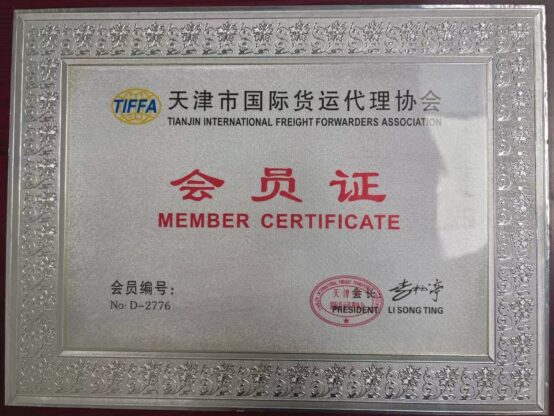 TIFFA 天津市国际货运代理协会
TIANJIN INTERNATIONAL FREIGHT FORWARDERS ASSOCIATION
会员证
MEMBER CERTIFICATE
会员编号：
No: D-2776
会长：
PRESIDENT LI SONG TING